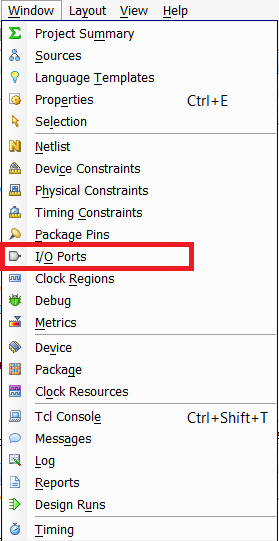 Window Layout View Help
Project Summary
Sources
Language Templates
Properties Ctrl+E
Selection
Netlist
Device Constraints
Physical Constraints
Timing Constraints
Package Pins
I/O Ports
Clock Regions
Debug
Metrics
Device
Package
Clock Resources
Tcl Console Ctrl+Shift+T
Messages
Log
Reports
Design Runs
Timing